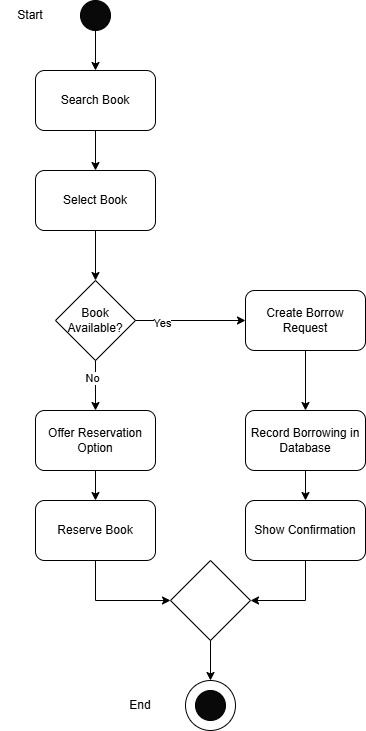 Start
Search Book
Select Book
Book
Available?
Yes
Create Borrow
Request
No
Offer Reservation
Option
Record Borrowing in
Database
Reserve Book
Show Confirmation
End